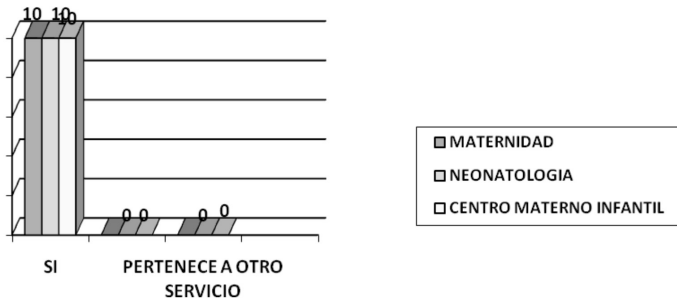 10 10 10
0 0 0 0
SI PERTENECE A OTRO
SERVICIO
MATERNIDAD
NEONATOLOGIA
CENTRO MATERNO INFANTIL